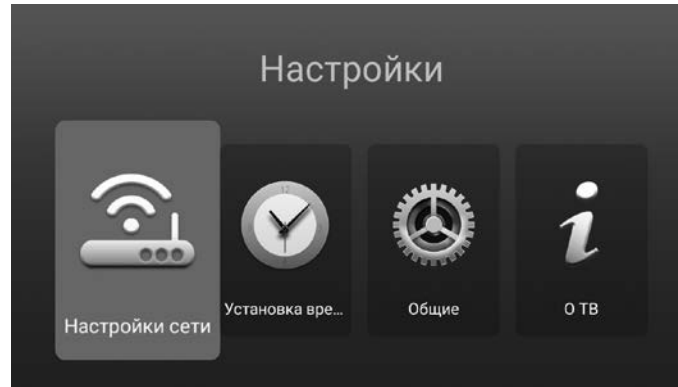 Настройки
Настройки сети
Установка вре...
Общие
О ТВ